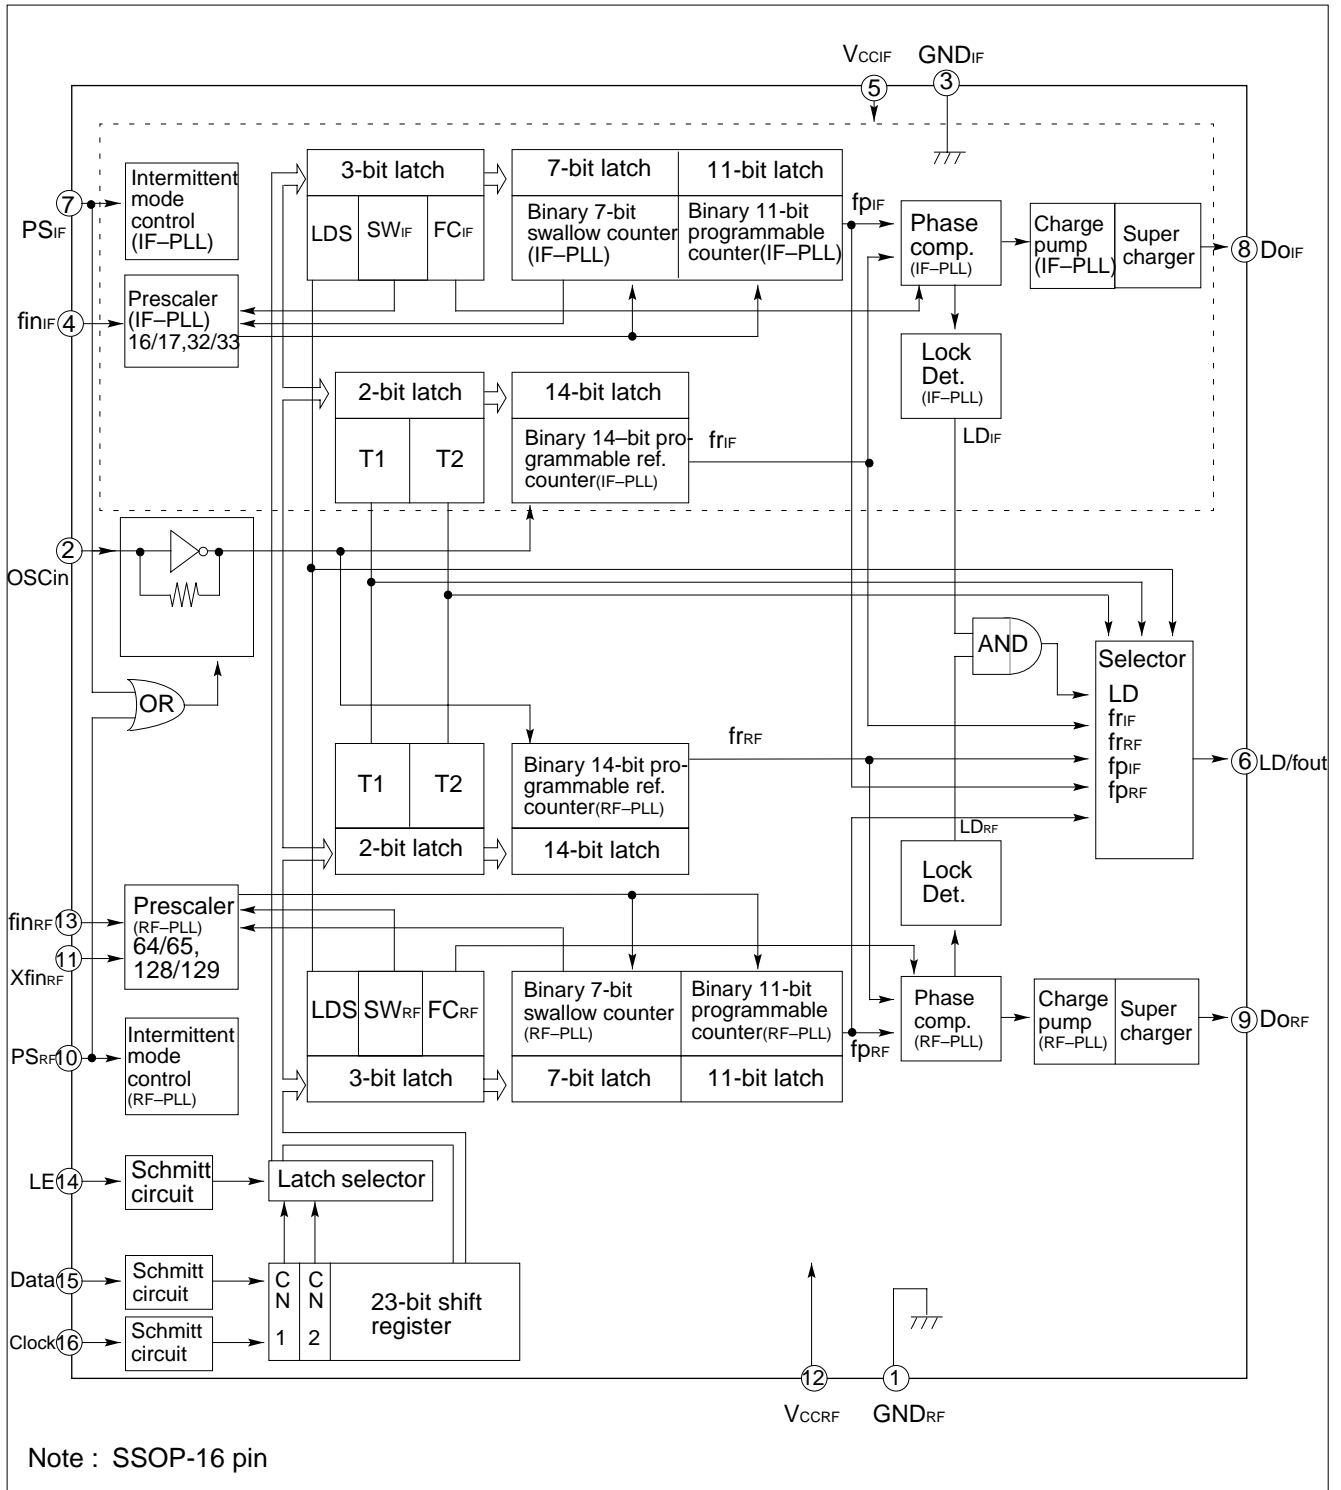 VCCIF GNDIF
5 3
Intermittent
mode
control
(IF–PLL)
7
PSIF
3-bit latch
LDS SWIF FCIF
7-bit latch 11-bit latch
Binary 7-bit
swallow counter
(IF–PLL)
Binary 11-bit
programmable
counter(IF–PLL)
fpIF
Phase
comp.
(IF–PLL)
Charge
pump
(IF–PLL)
Super
charger
8 DoIF
finIF 4
Prescaler
(IF–PLL)
16/17,32/33
Lock
Det.
(IF–PLL)
LDIF
2-bit latch
T1 T2
14-bit latch
Binary 14–bit pro-
grammable ref.
counter(IF–PLL)
frIF
2
OSCin
OR
AND
Selector
LD
frIF
frRF
fpIF
fpRF
6 LD/fout
T1 T2
2-bit latch
Binary 14-bit pro-
grammable ref.
counter(RF–PLL)
14-bit latch
frRF
LDRF
Lock
Det.
finRF 13
11
XfinRF
Prescaler
(RF–PLL)
64/65,
128/129
LDS SWRF FCRF
3-bit latch
Binary 7-bit
swallow counter
(RF–PLL)
Binary 11-bit
programmable
counter(RF–PLL)
7-bit latch 11-bit latch
fpRF
Phase
comp.
(RF–PLL)
Charge
pump
(RF–PLL)
Super
charger
9 DoRF
PSRF 10
Intermittent
mode
control
(RF–PLL)
LE 14
Schmitt
circuit
Latch selector
Data 15
Schmitt
circuit
Clock 16
Schmitt
circuit
C
N
1
C
N
2
23-bit shift
register
12 1
VCCRF GNDRF
Note : SSOP-16 pin